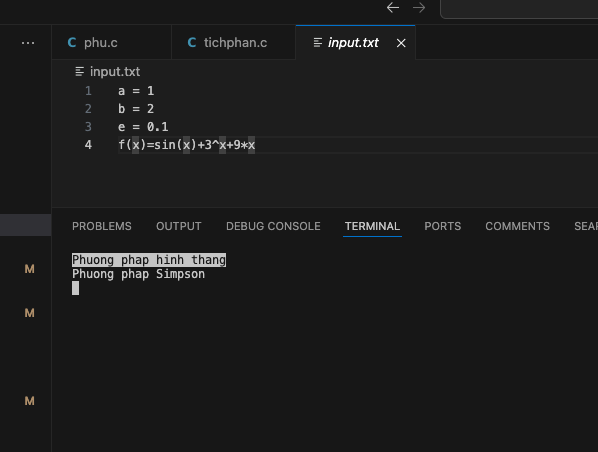 phu.c
tichphan.c
input.txt
input.txt
1 a = 1
2 b = 2
3 e = 0.1
4 f(x)=sin(x)+3^x+9*x
PROBLEMS OUTPUT DEBUG CONSOLE TERMINAL PORTS COMMENTS
M
Phuong phap hinh thang
Phuong phap Simpson
M
M